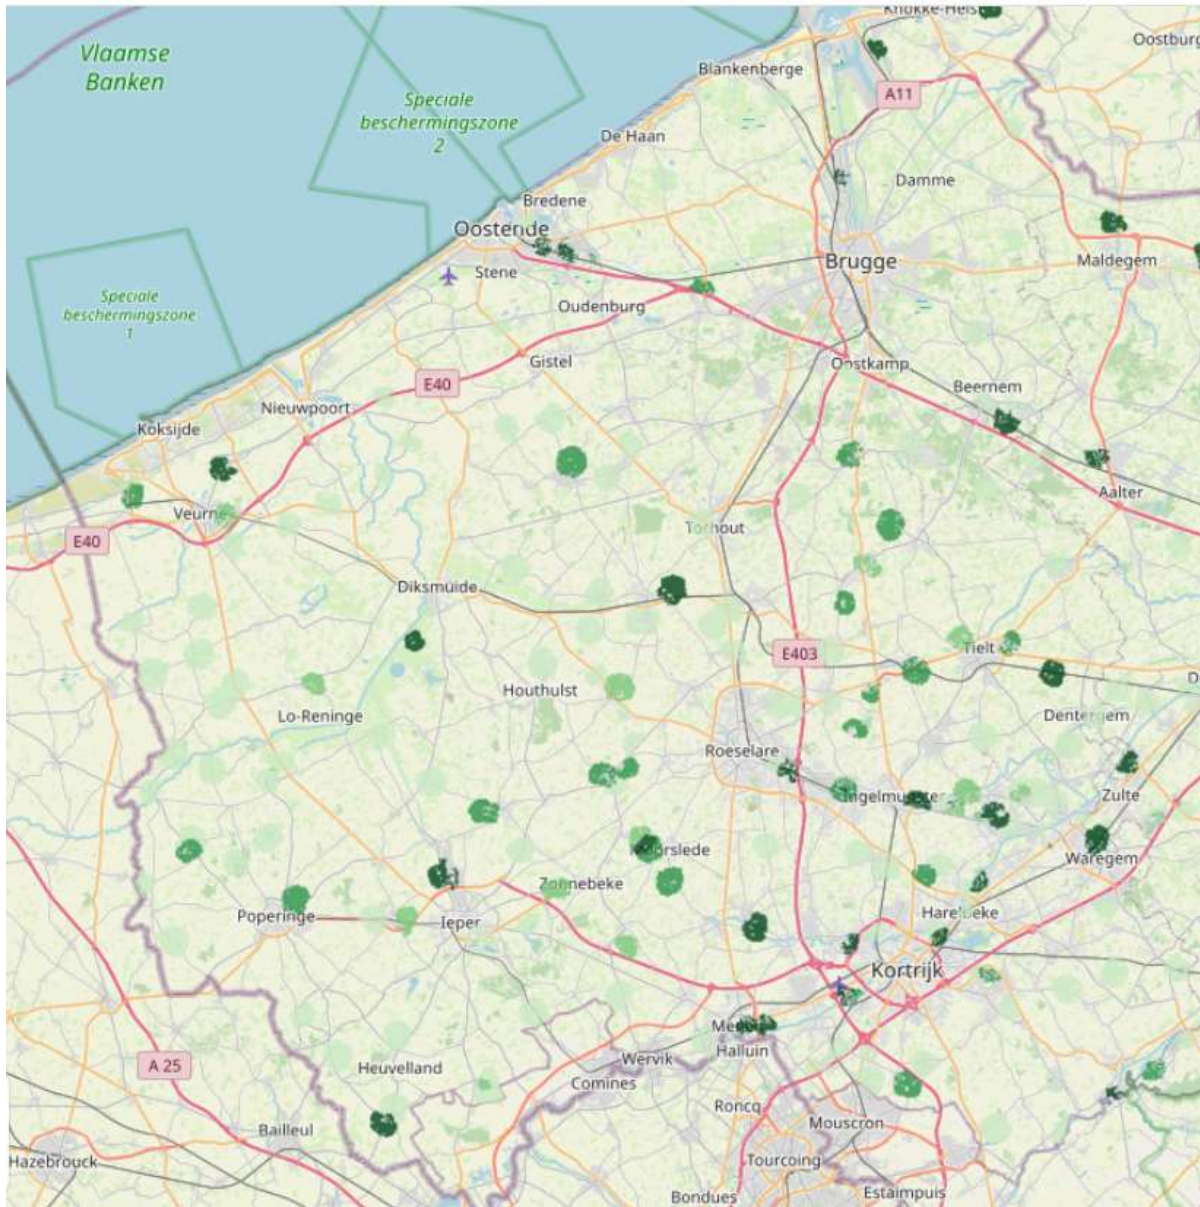 Knokke-Heis
Vlaamse
Banken
Oostburg
Blankenberge
A11
Speciale
beschermingszone
2
De Haan
Damme
Bredene
Oostende
Brugge
Maldegem
Stene
Speciale
beschermingszone
1
Oudenburg
Gistel
Oostkamp
E40
Beernem
Nieuwpoort
Koksijde
Aalter
Veurne
Torhout
E40
Diksmuide
E403
Tielt
D
Houthulst
Lo-Reninge
Dentergem
Roeselare
Ingelmunster
Zulte
Moorslede
Waregem
Zonnebeke
Poperinge
Ieper
Harelbeke
Kortrijk
Menen
Halluin
A 25
Heuvelland
Wervik
Comines
Roncq
Mouscron
Bailleul
Hazebrouck
Tourcoing
Bondues
Estaimpuis